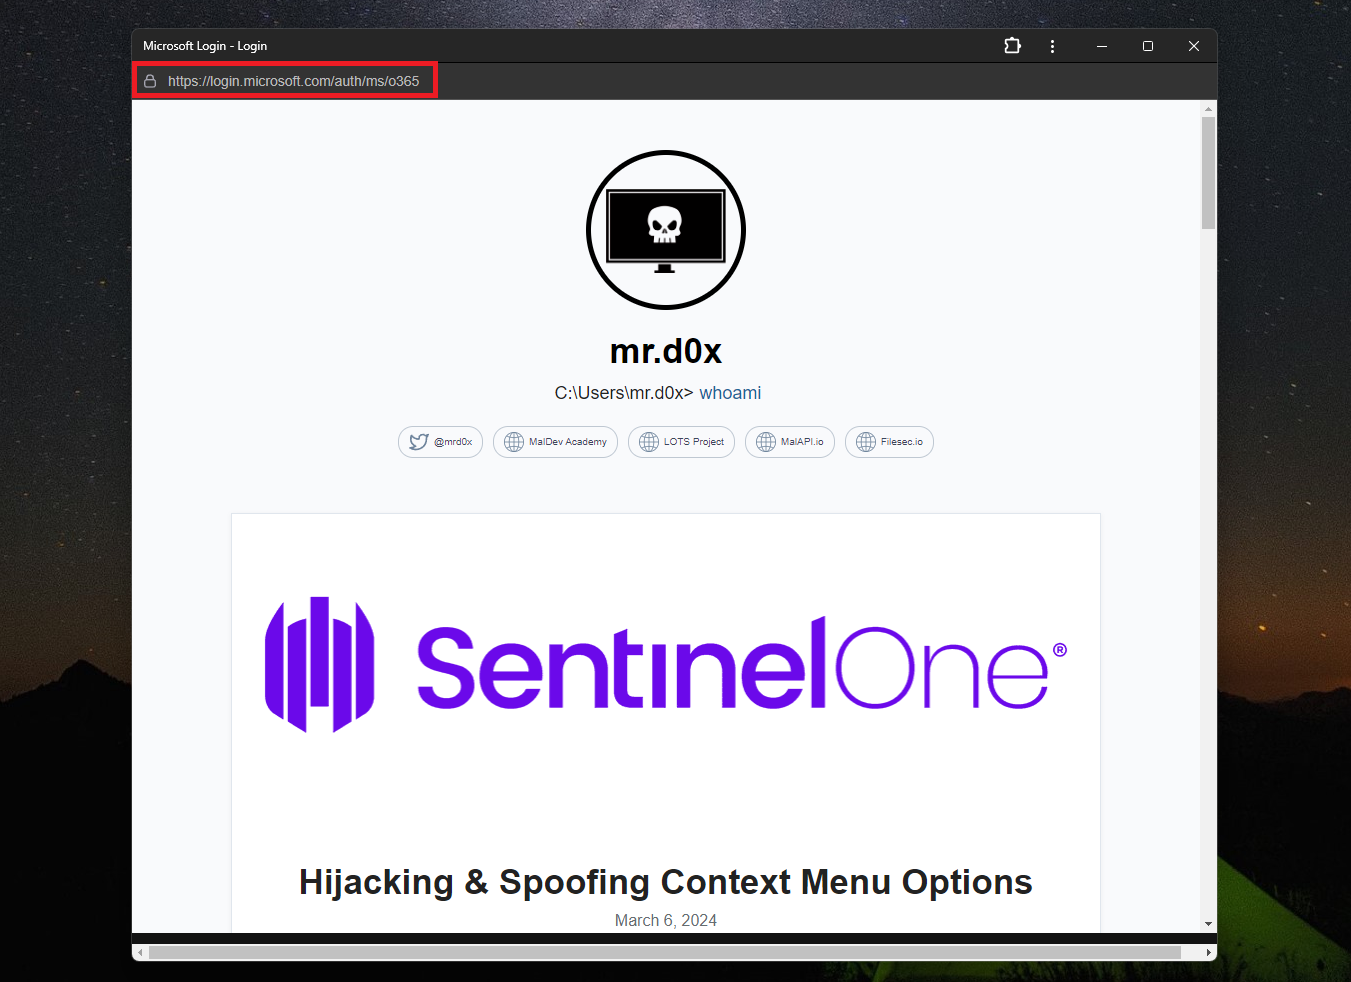 Microsoft Login - Login
https://login.microsoft.com/auth/ms/o365
mr.d0x
C:\Users\mr.d0x> whoami
@mrd0x
MalDev Academy
LOTS Project
MalAPI.io
Filesec.io
SentinelOne®
Hijacking & Spoofing Context Menu Options
March 6, 2024